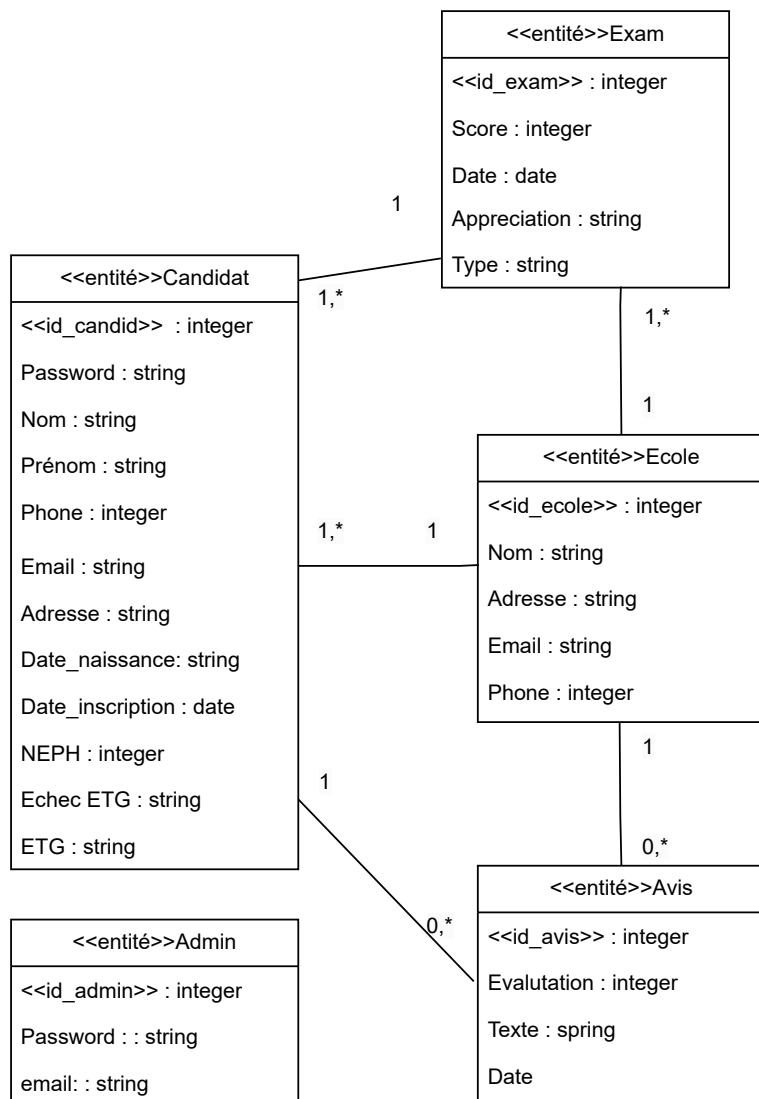 <<entité>>Exam
<<id_exam>> : integer
Score : integer
Date : date
Appreciation : string
Type : string
1
1,*
<<entité>>Candidat
<<id_candid>> : integer
Password : string
Nom : string
Prénom : string
Phone : integer
Email : string
Adresse : string
Date_naissance: string
Date_inscription : date
NEPH : integer
Echec ETG : string
ETG : string
1,*
1
<<entité>>Ecole
<<id_ecole>> : integer
Nom : string
Adresse : string
Email : string
Phone : integer
1,*
1
1
0,*
1
0,*
<<entité>>Admin
<<id_admin>> : integer
Password : : string
email: : string
<<entité>>Avis
<<id_avis>> : integer
Evalutation : integer
Texte : spring
Date